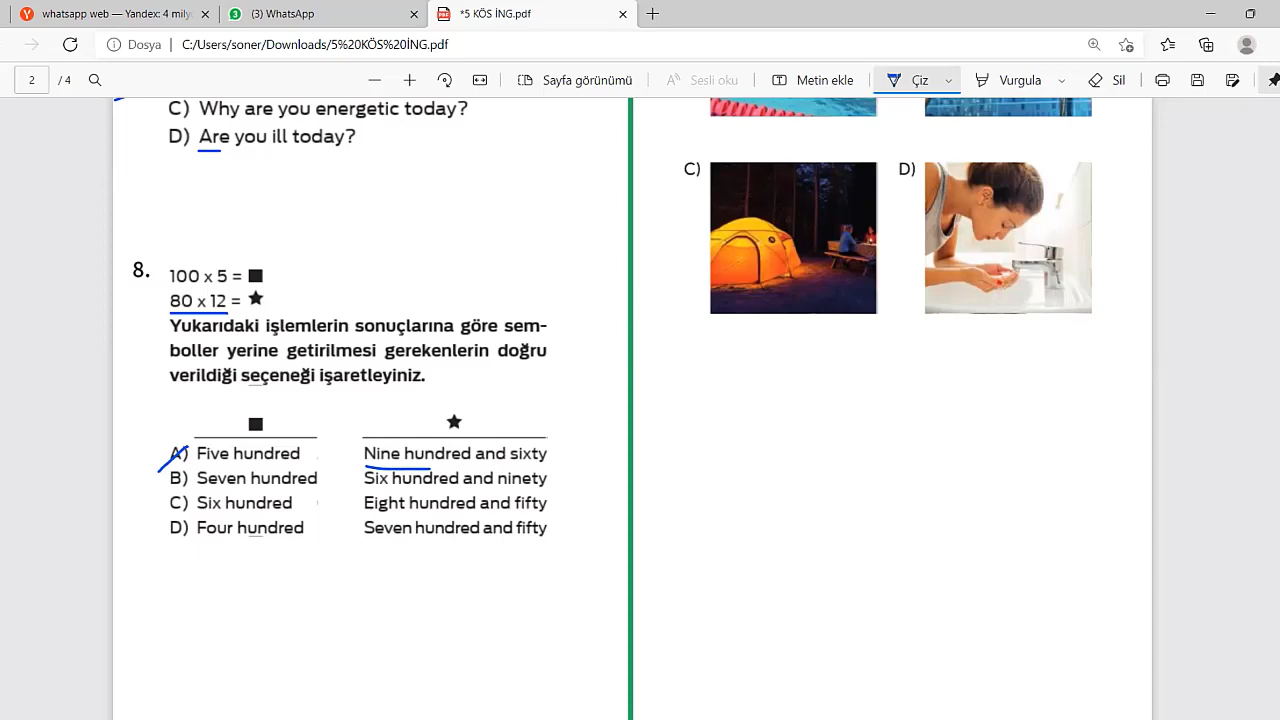 whatsapp web — Yandex: 4 mily
(3) WhatsApp
*5 KÖS İNG.pdf
Dosya
C:/Users/soner/Downloads/5%20KÖS%20İNG.pdf
2 / 4
Sayfa görünümü
Sesli oku
Metin ekle
Çiz
Vurgula
Sil
C) Why are you energetic today?
D) Are you ill today?
8.
100 x 5 = ■
80 x 12 = ★
Yukarıdaki işlemlerin sonuçlarına göre sem-
boller yerine getirilmesi gerekenlerin doğru
verildiği seçeneği işaretleyiniz.
■ ★
A) Five hundred Nine hundred and sixty
B) Seven hundred Six hundred and ninety
C) Six hundred Eight hundred and fifty
D) Four hundred Seven hundred and fifty
C)
D)